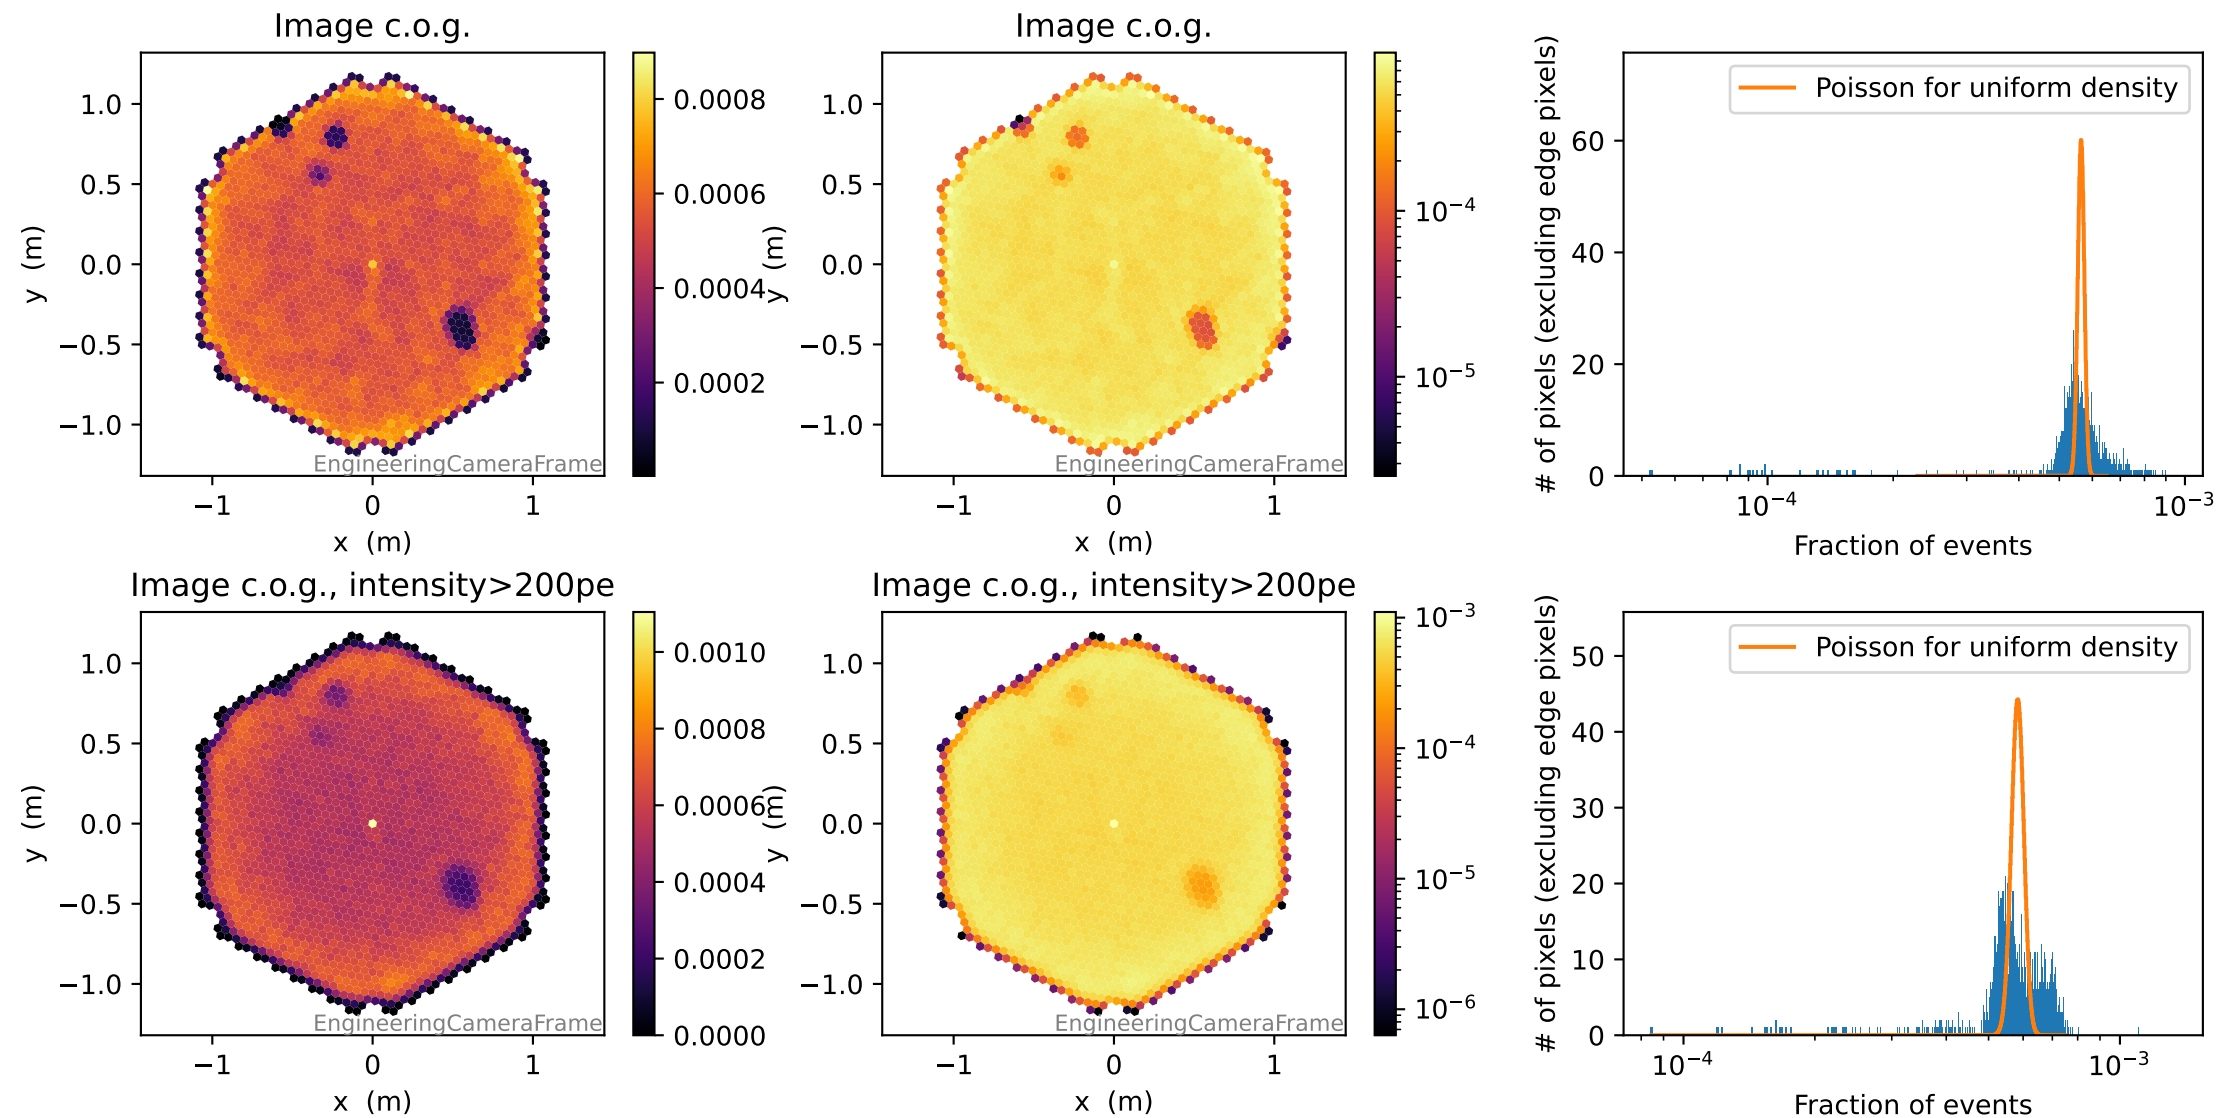 Image c.o.g.
1.0
0.5
0.0
−0.5
−1.0
y (m)
−1
0
1
x (m)
EngineeringCameraFrame
0.0008
0.0006
0.0004
0.0002
Image c.o.g.
1.0
0.5
0.0
−0.5
−1.0
y (m)
−1
0
1
x (m)
EngineeringCameraFrame
10⁻⁴
10⁻⁵
Poisson for uniform density
# of pixels (excluding edge pixels)
60
40
20
0
10⁻⁴
10⁻³
Fraction of events
Image c.o.g., intensity>200pe
1.0
0.5
0.0
−0.5
−1.0
y (m)
−1
0
1
x (m)
EngineeringCameraFrame
0.0010
0.0008
0.0006
0.0004
0.0002
0.0000
Image c.o.g., intensity>200pe
1.0
0.5
0.0
−0.5
−1.0
y (m)
−1
0
1
x (m)
EngineeringCameraFrame
10⁻³
10⁻⁴
10⁻⁵
10⁻⁶
Poisson for uniform density
# of pixels (excluding edge pixels)
50
40
30
20
10
0
10⁻⁴
10⁻³
Fraction of events